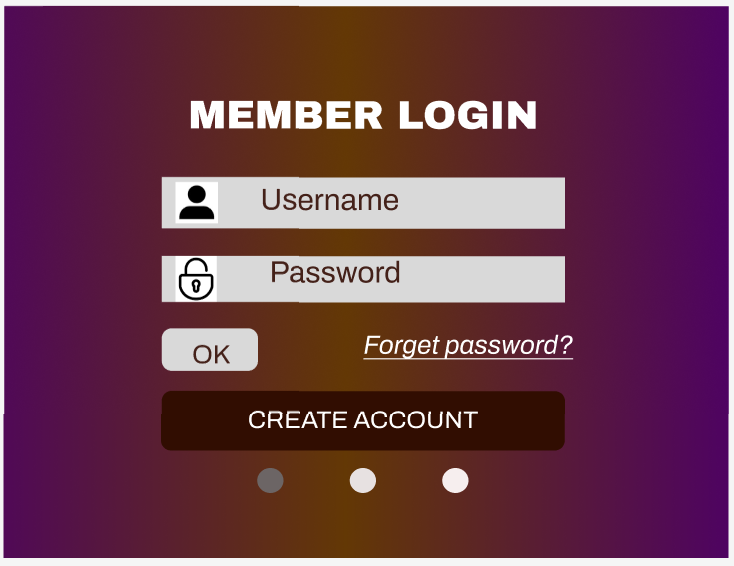 MEMBER LOGIN
Username
Password
OK
Forget password?
CREATE ACCOUNT